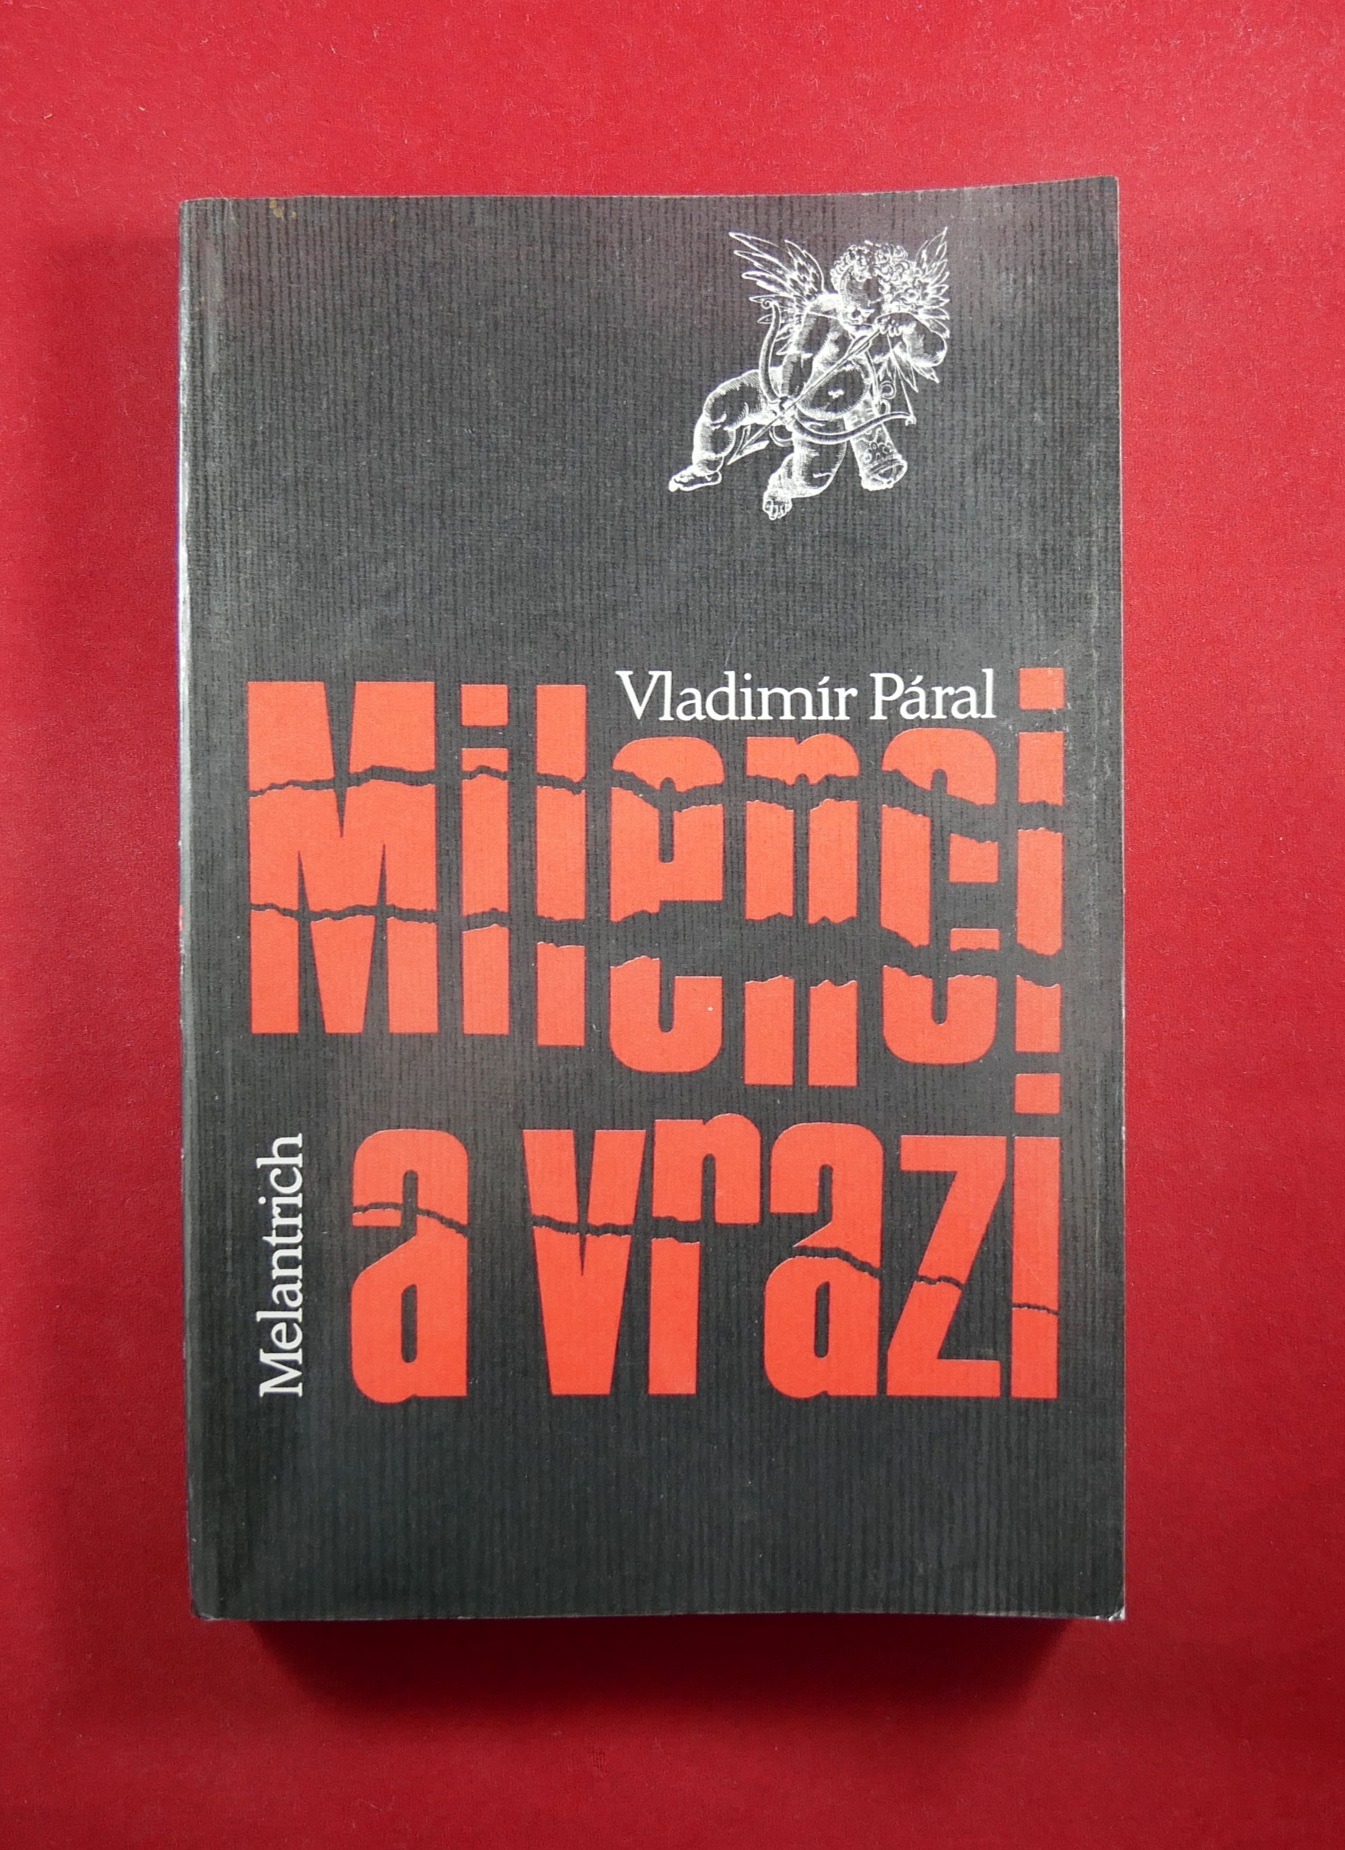 Vladimír Páral
Milenci
a vrazi
Melantrich